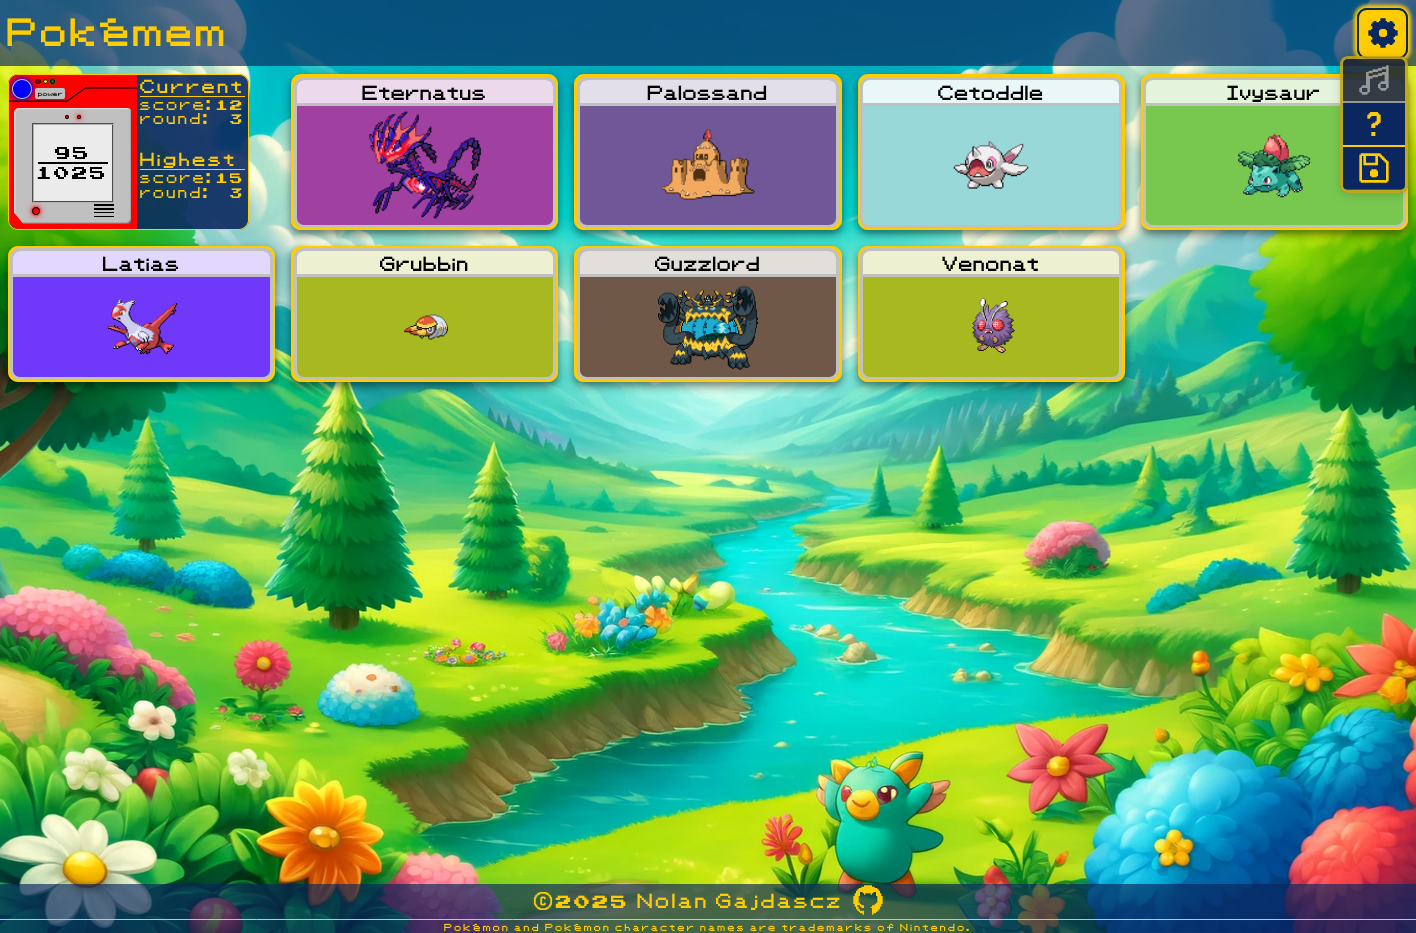 Pokémem
power
95
1025
Current
score: 12
round: 3
Highest
score: 15
round: 3
Eternatus
Palossand
Cetoddle
Ivysaur
?
Latias
Grubbin
Guzzlord
Venonat
©2025 Nolan Gajdascz
Pokémon and Pokémon character names are trademarks of Nintendo.